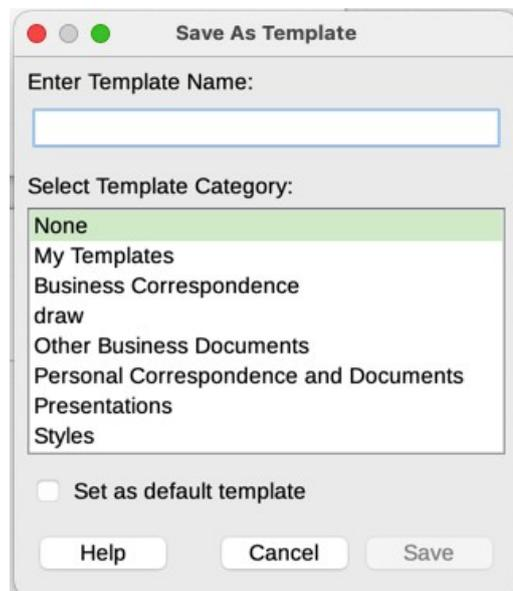 Save As Template
Enter Template Name:
Select Template Category:
None
My Templates
Business Correspondence
draw
Other Business Documents
Personal Correspondence and Documents
Presentations
Styles
Set as default template
Help Cancel Save